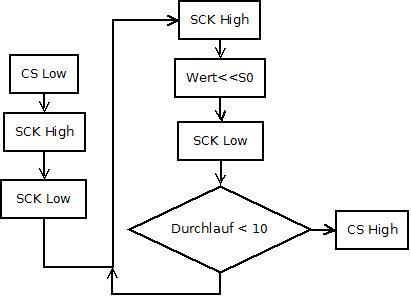 CS Low
SCK High
SCK Low
SCK High
Wert<<S0
SCK Low
Durchlauf < 10
CS High